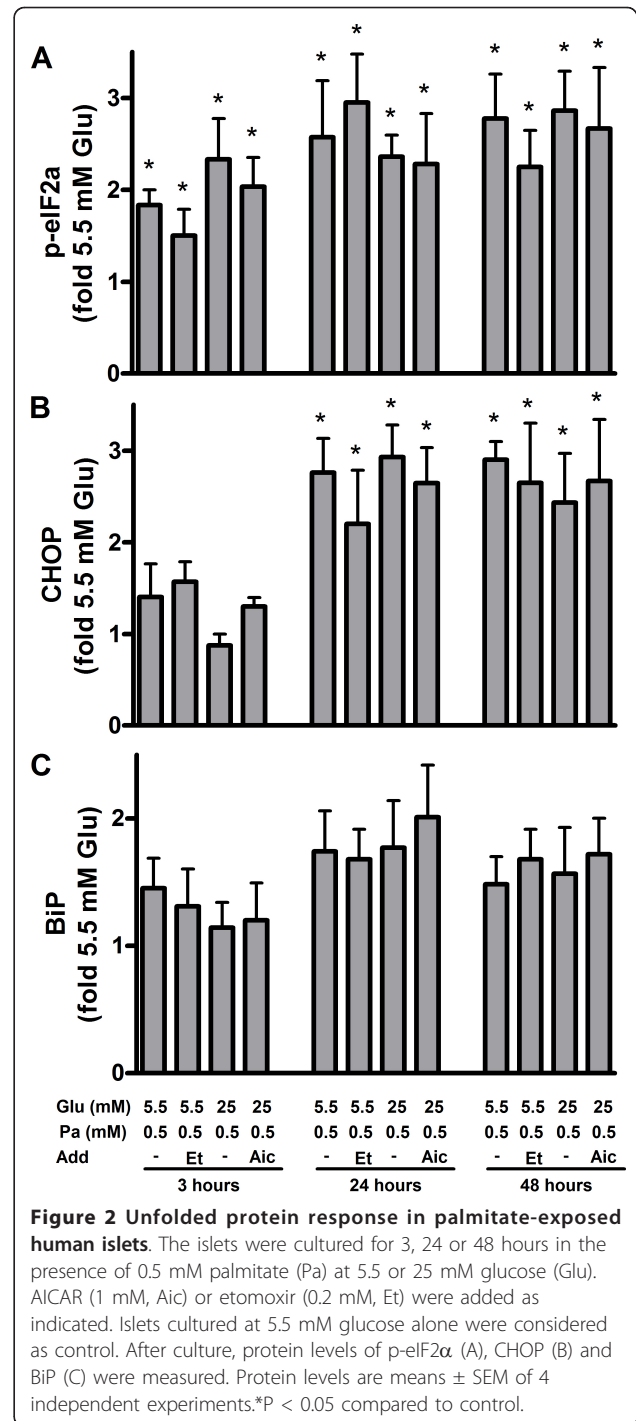 A
p-eIF2a
(fold 5.5 mM Glu)
3
2
1
0
* * * * * * * * * * * *
B
CHOP
(fold 5.5 mM Glu)
3
2
1
0
* * * * * * * *
C
BiP
(fold 5.5 mM Glu)
2
1
0
Glu (mM) 5.5 5.5 25 25 5.5 5.5 25 25 5.5 5.5 25 25
Pa (mM) 0.5 0.5 0.5 0.5 0.5 0.5 0.5 0.5 0.5 0.5 0.5 0.5
Add - Et - Aic - Et - Aic - Et - Aic
3 hours 24 hours 48 hours
Figure 2 Unfolded protein response in palmitate-exposed
human islets. The islets were cultured for 3, 24 or 48 hours in the
presence of 0.5 mM palmitate (Pa) at 5.5 or 25 mM glucose (Glu).
AICAR (1 mM, Aic) or etomoxir (0.2 mM, Et) were added as
indicated. Islets cultured at 5.5 mM glucose alone were considered
as control. After culture, protein levels of p-eIF2α (A), CHOP (B) and
BiP (C) were measured. Protein levels are means ± SEM of 4
independent experiments.*P < 0.05 compared to control.